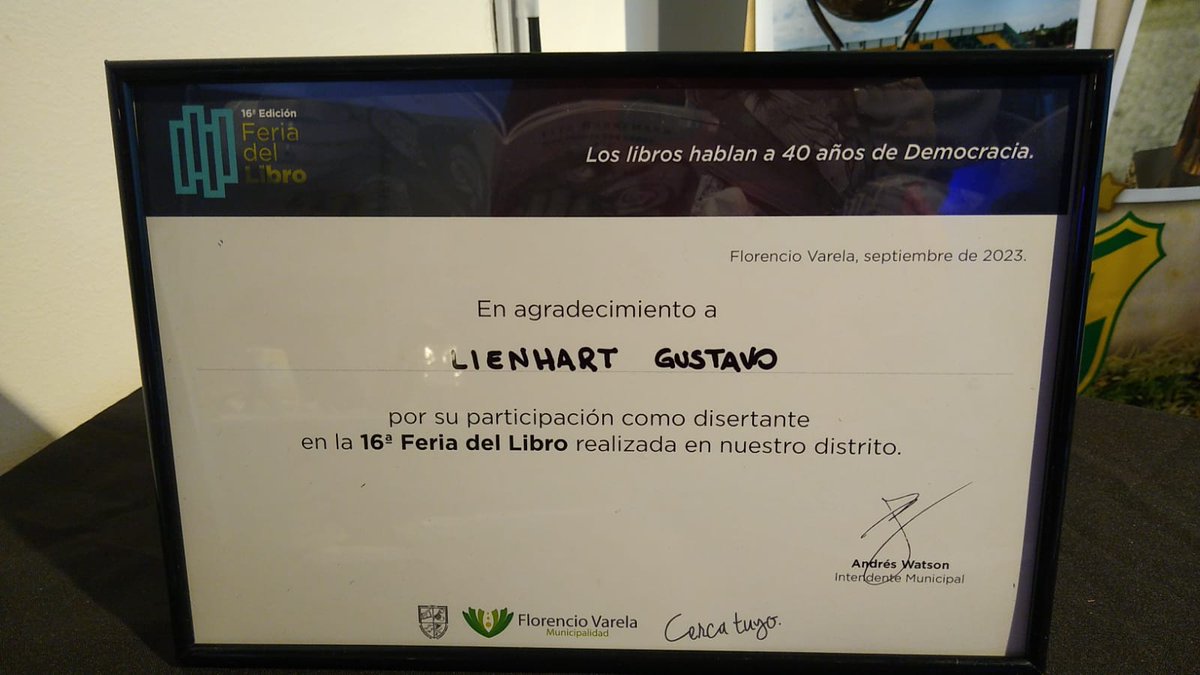 16ª Edición
Feria
del
Libro
Los libros hablan a 40 años de Democracia.
Florencio Varela, septiembre de 2023.
En agradecimiento a
LIENHART GUSTAVO
por su participación como disertante
en la 16ª Feria del Libro realizada en nuestro distrito.
Andrés Watson
Intendente Municipal
Florencio Varela
Municipalidad
Cerca tuyo.